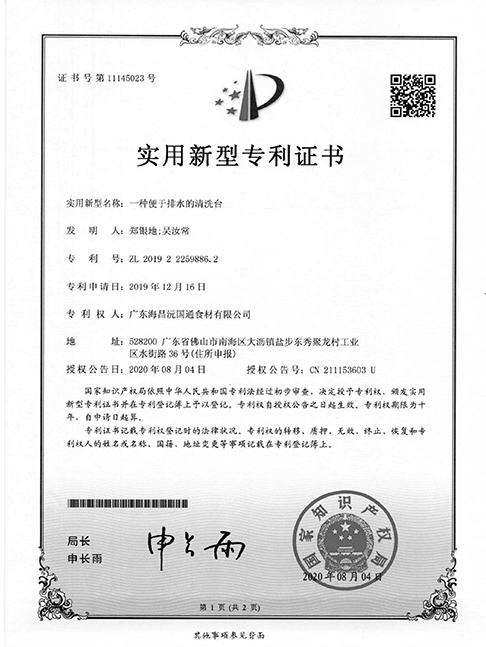 证书号第11145023号
实用新型专利证书
实用新型名称：一种便于排水的清洗台
发明人：郑银地;吴汝常
专利号：ZL 2019 2 2259886.2
专利申请日：2019年12月16日
专利权人：广东海昌沅国通食材有限公司
地址：528200 广东省佛山市南海区大沥镇盐步东秀聚龙村工业
区水街路36号(住所申报)
授权公告日：2020年08月04日 授权公告号：CN 211153603 U
国家知识产权局依照中华人民共和国专利法经过初步审查，决定授予专利权，颁发实用
新型专利证书并在专利登记簿上予以登记。专利权自授权公告之日起生效。专利权期限为十
年，自申请日起算。
专利证书记载专利权登记时的法律状况。专利权的转移、质押、无效、终止、恢复和专
利权人的姓名或名称、国籍、地址变更等事项记载在专利登记簿上。
局长
申长雨
申长雨
国家知识产权局
2020年08月04日
第1页(共2页)
其他事项参见背面